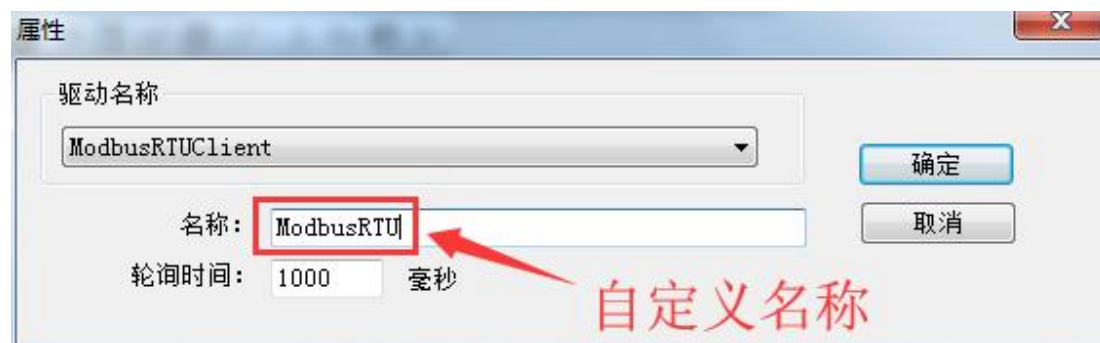 属性
驱动名称
ModbusRTUClient
确定
名称: ModbusRTU
取消
轮询时间: 1000 毫秒
自定义名称